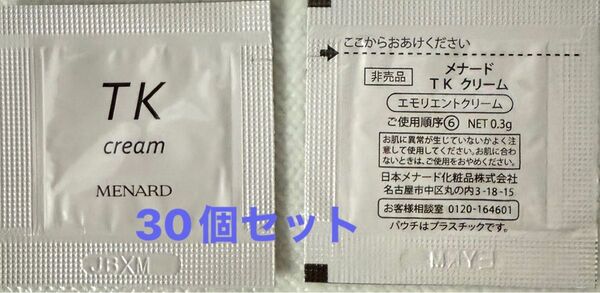 TK
cream
MENARD
JBXM
ここからおあけください
非売品
メナード
TK クリーム
エモリエントクリーム
ご使用順序⑥ NET 0.3g
お肌に異常が生じていないかよく注
意して使用してください。お肌に合わ
ないときは、ご使用をおやめください。
日本メナード化粧品株式会社
名古屋市中区丸の内3-18-15
お客様相談室 0120-164601
パウチはプラスチックです。
30個セット